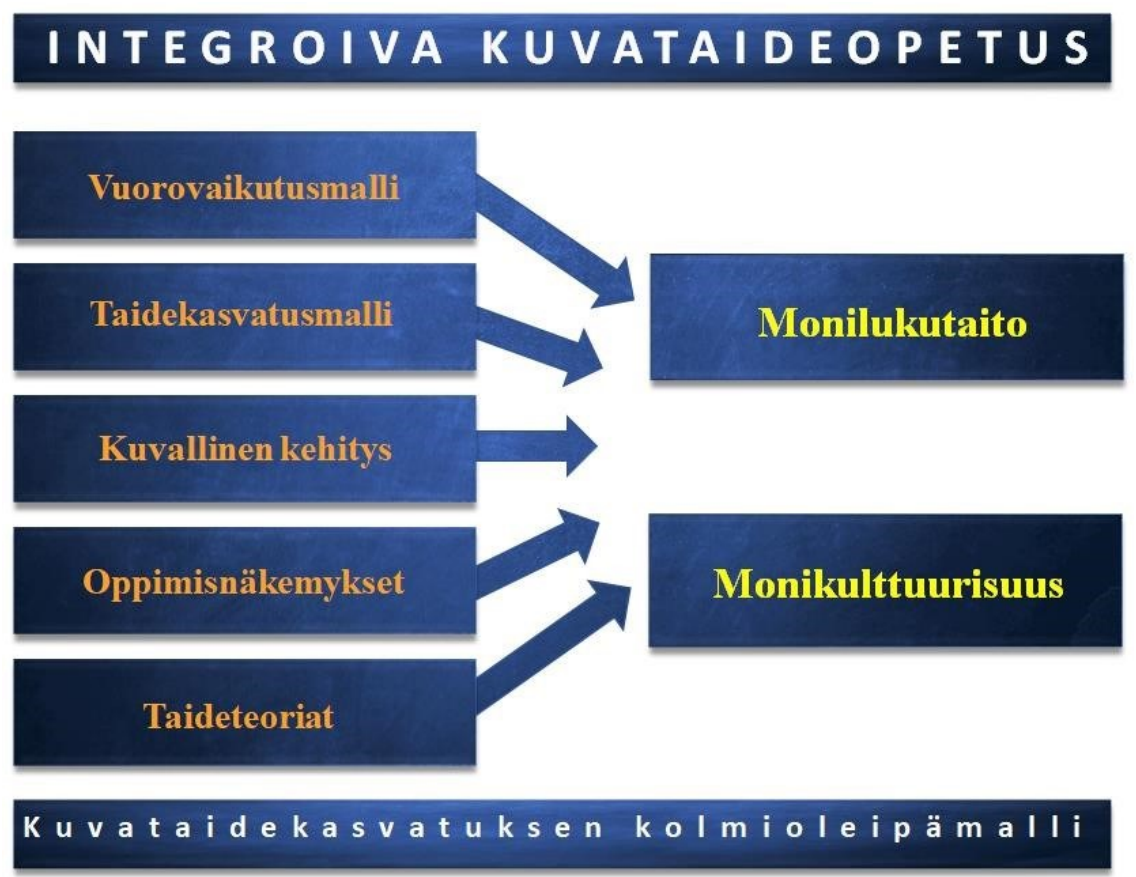 INTEGROIVA KUVATAIDEOPETUS
Vuorovaikutusmalli
Taidekasvatusmalli
Kuvallinen kehitys
Oppimisnäkemykset
Taideteoriat
Monilukutaito
Monikulttuurisuus
Kuvataidekasvatuksen kolmioleipämalli